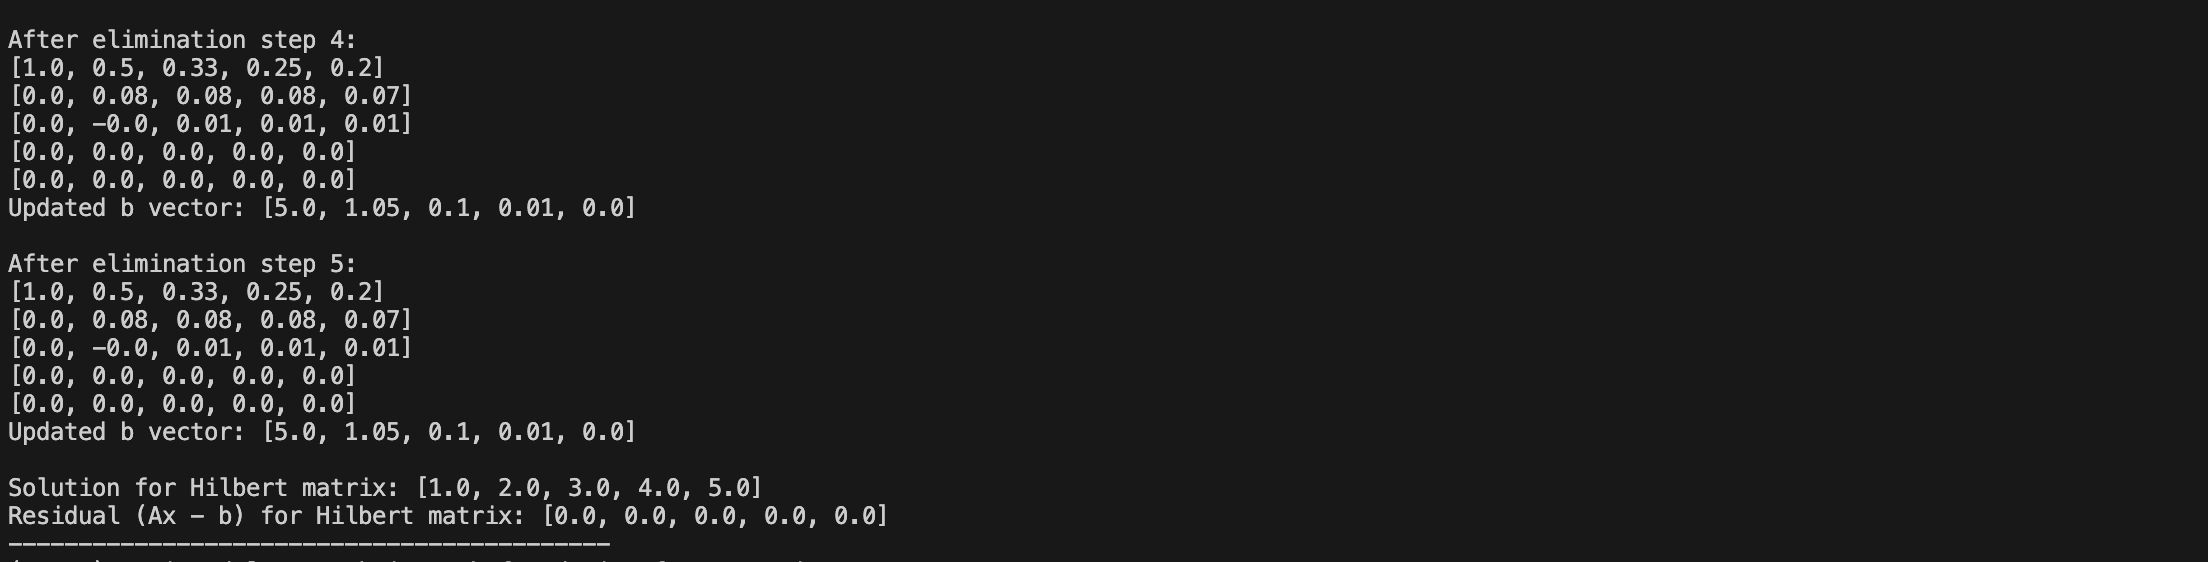 After elimination step 4:
[1.0, 0.5, 0.33, 0.25, 0.2]
[0.0, 0.08, 0.08, 0.08, 0.07]
[0.0, -0.0, 0.01, 0.01, 0.01]
[0.0, 0.0, 0.0, 0.0, 0.0]
[0.0, 0.0, 0.0, 0.0, 0.0]
Updated b vector: [5.0, 1.05, 0.1, 0.01, 0.0]
After elimination step 5:
[1.0, 0.5, 0.33, 0.25, 0.2]
[0.0, 0.08, 0.08, 0.08, 0.07]
[0.0, -0.0, 0.01, 0.01, 0.01]
[0.0, 0.0, 0.0, 0.0, 0.0]
[0.0, 0.0, 0.0, 0.0, 0.0]
Updated b vector: [5.0, 1.05, 0.1, 0.01, 0.0]
Solution for Hilbert matrix: [1.0, 2.0, 3.0, 4.0, 5.0]
Residual (Ax - b) for Hilbert matrix: [0.0, 0.0, 0.0, 0.0, 0.0]
-------------------------------------------